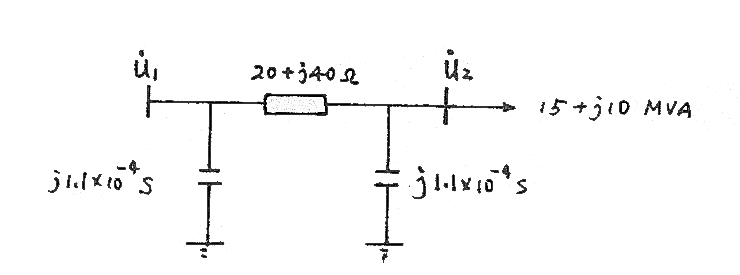 U̇₁
20+j40Ω
U̇₂
15+j10 MVA
j1.1×10⁻⁴S
j1.1×10⁻⁴S